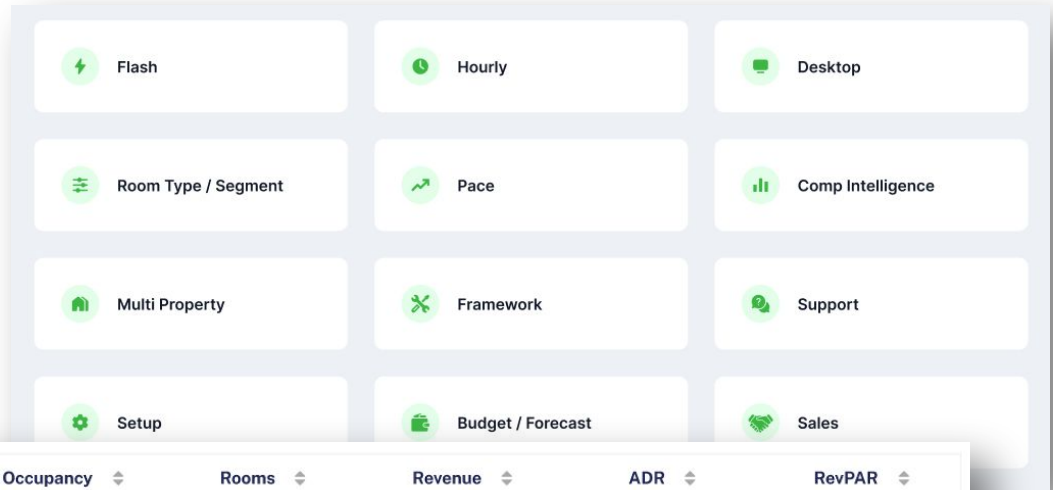 Flash Hourly Desktop
Room Type / Segment Pace Comp Intelligence
Multi Property Framework Support
Setup Budget / Forecast Sales
Occupancy Rooms Revenue ADR RevPAR